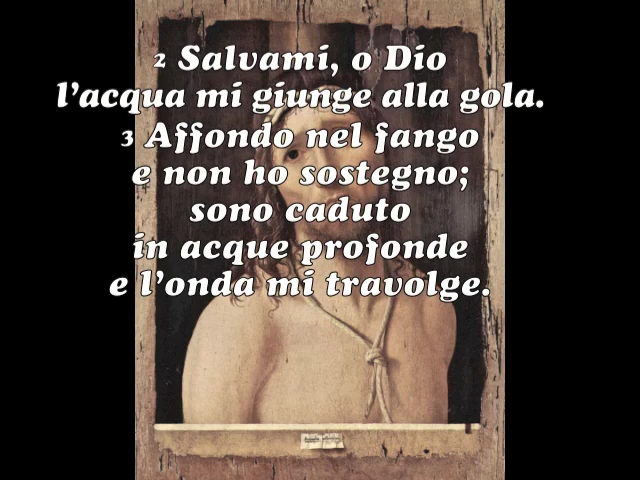 2 Salvami, o Dio
l'acqua mi giunge alla gola.
3 Affondo nel fango
e non ho sostegno;
sono caduto
in acque profonde
e l'onda mi travolge.